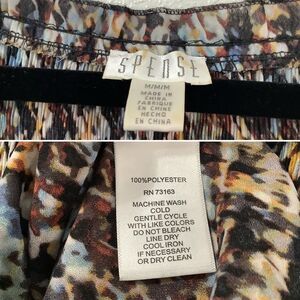 SPENSE
M/M/M
MADE IN
CHINA
FABRIQUE
EN CHINE
HECHO
EN CHINA
100%POLYESTER
RN 73163
MACHINE WASH
COLD
GENTLE CYCLE
WITH LIKE COLORS
DO NOT BLEACH
LINE DRY
COOL IRON
IF NECESSARY
OR DRY CLEAN